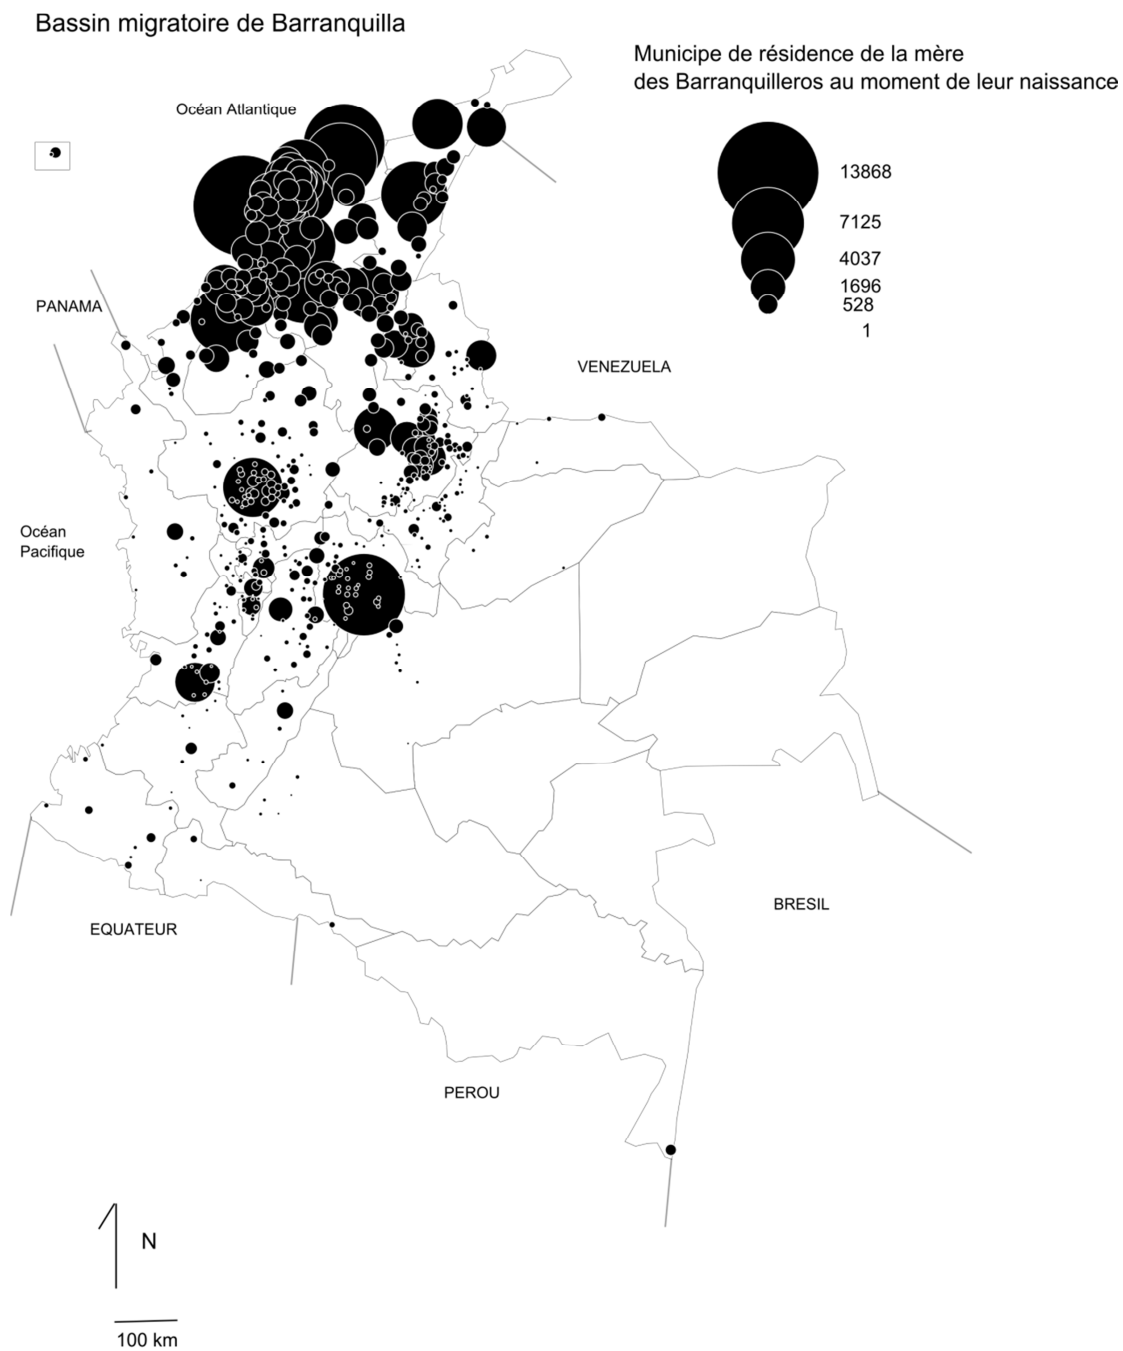 Bassin migratoire de Barranquilla
Municipe de résidence de la mère
des Barranquilleros au moment de leur naissance
Océan Atlantique
13868
7125
4037
1696
528
1
PANAMA
VENEZUELA
Océan
Pacifique
BRESIL
EQUATEUR
PEROU
N
100 km